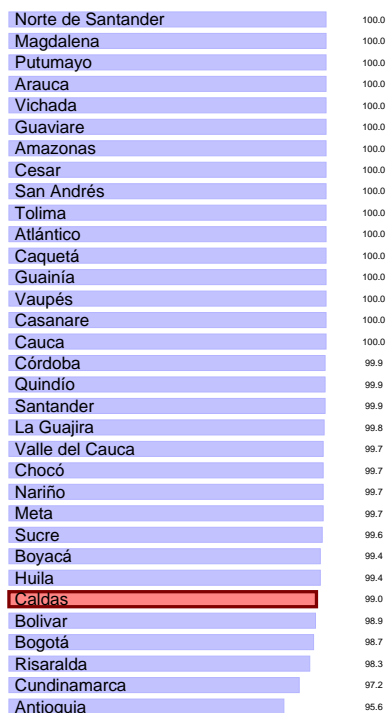 Norte de Santander 100.0
Magdalena 100.0
Putumayo 100.0
Arauca 100.0
Vichada 100.0
Guaviare 100.0
Amazonas 100.0
Cesar 100.0
San Andrés 100.0
Tolima 100.0
Atlántico 100.0
Caquetá 100.0
Guainía 100.0
Vaupés 100.0
Casanare 100.0
Cauca 100.0
Córdoba 99.9
Quindío 99.9
Santander 99.9
La Guajira 99.8
Valle del Cauca 99.7
Chocó 99.7
Nariño 99.7
Meta 99.7
Sucre 99.6
Boyacá 99.4
Huila 99.4
Caldas 99.0
Bolivar 98.9
Bogotá 98.7
Risaralda 98.3
Cundinamarca 97.2
Antioquia 95.6